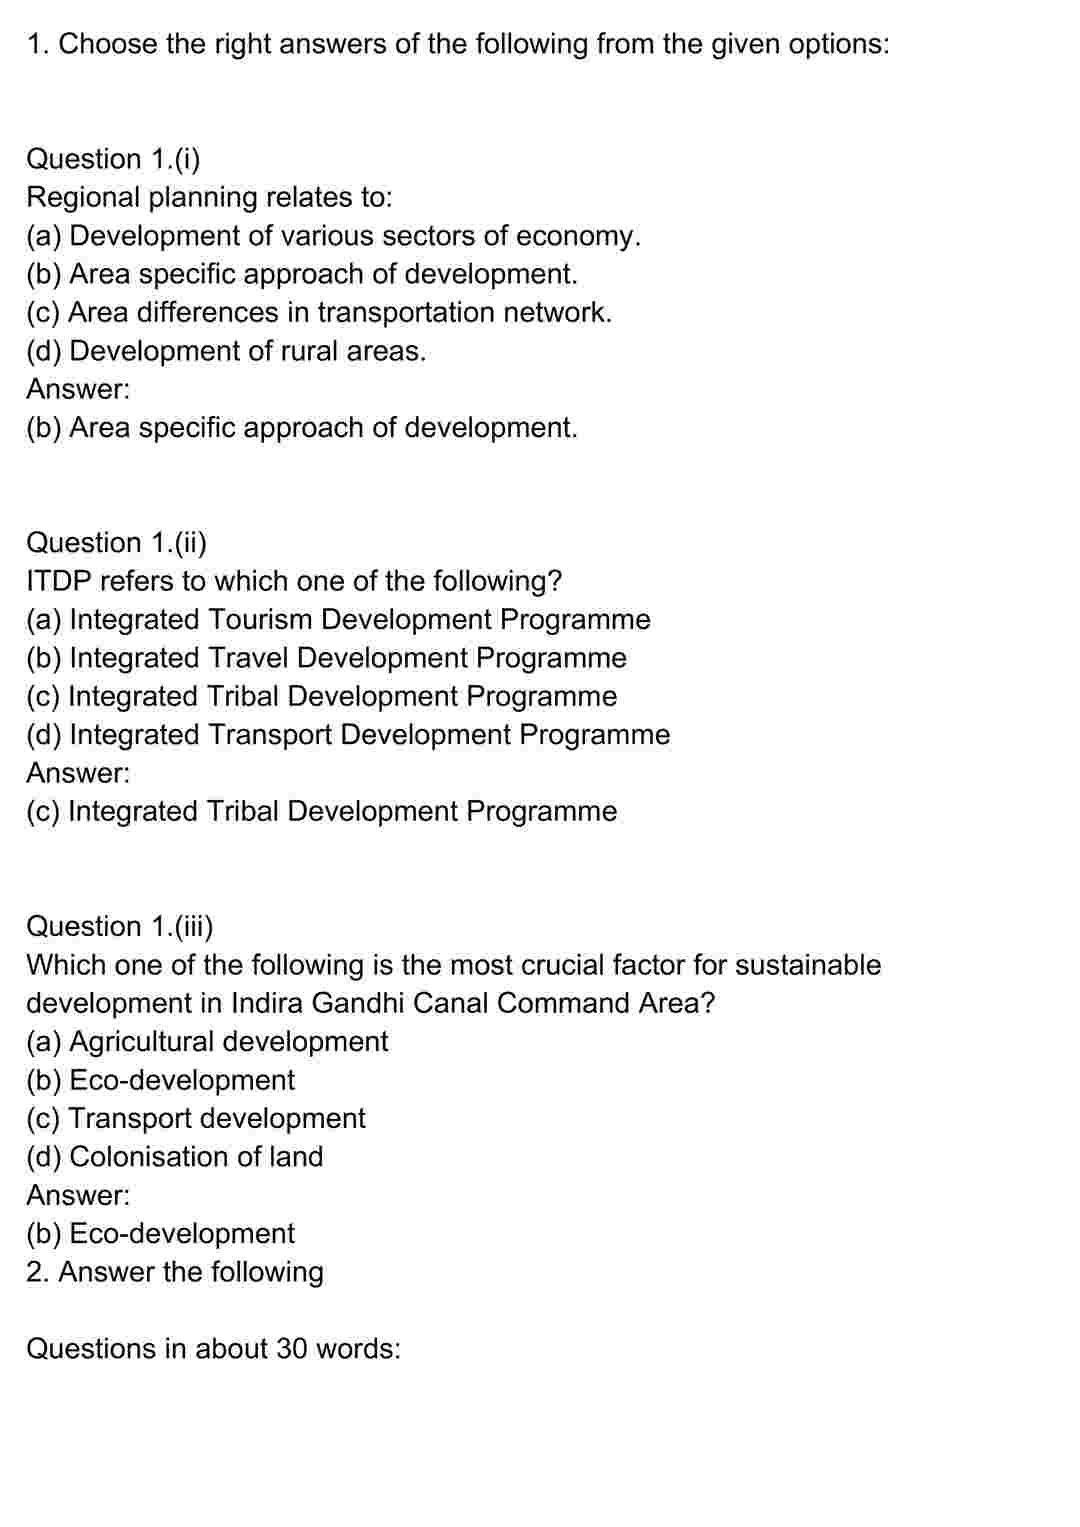 1. Choose the right answers of the following from the given options:
Question 1.(i)
Regional planning relates to:
(a) Development of various sectors of economy.
(b) Area specific approach of development.
(c) Area differences in transportation network.
(d) Development of rural areas.
Answer:
(b) Area specific approach of development.
Question 1.(ii)
ITDP refers to which one of the following?
(a) Integrated Tourism Development Programme
(b) Integrated Travel Development Programme
(c) Integrated Tribal Development Programme
(d) Integrated Transport Development Programme
Answer:
(c) Integrated Tribal Development Programme
Question 1.(iii)
Which one of the following is the most crucial factor for sustainable
development in Indira Gandhi Canal Command Area?
(a) Agricultural development
(b) Eco-development
(c) Transport development
(d) Colonisation of land
Answer:
(b) Eco-development
2. Answer the following
Questions in about 30 words: